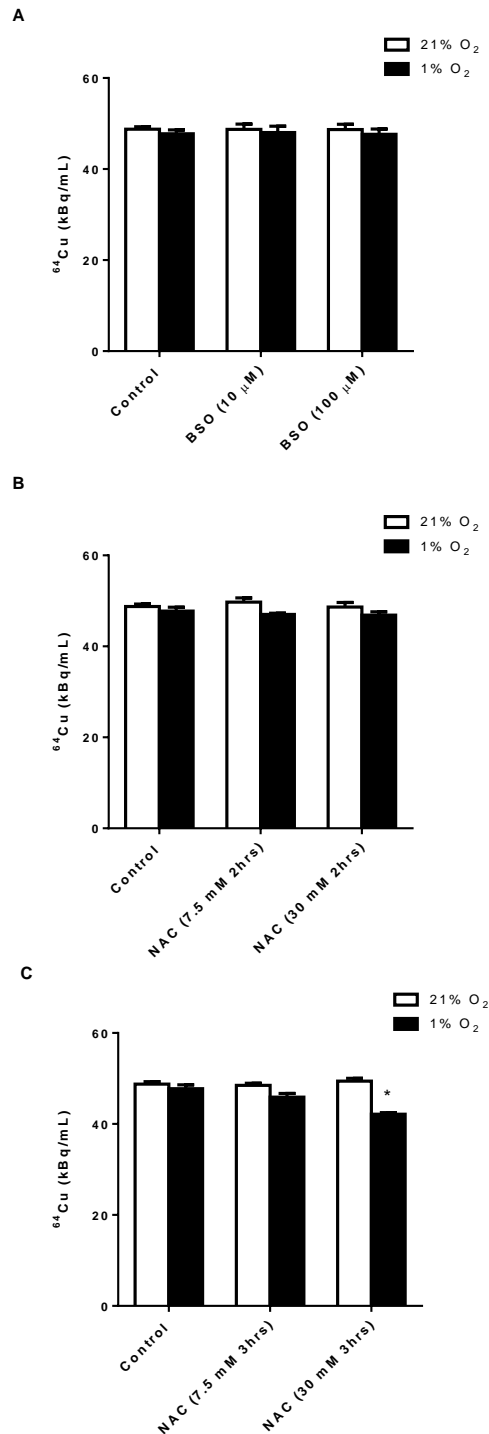 A
21% O₂
1% O₂
60
40
20
0
⁶⁴Cu (kBq/mL)
Control
BSO (10 μM)
BSO (100 μM)
B
21% O₂
1% O₂
60
40
20
0
⁶⁴Cu (kBq/mL)
Control
NAC (7.5 mM 2hrs)
NAC (30 mM 2hrs)
C
21% O₂
1% O₂
60
40
20
0
⁶⁴Cu (kBq/mL)
*
Control
NAC (7.5 mM 3hrs)
NAC (30 mM 3hrs)